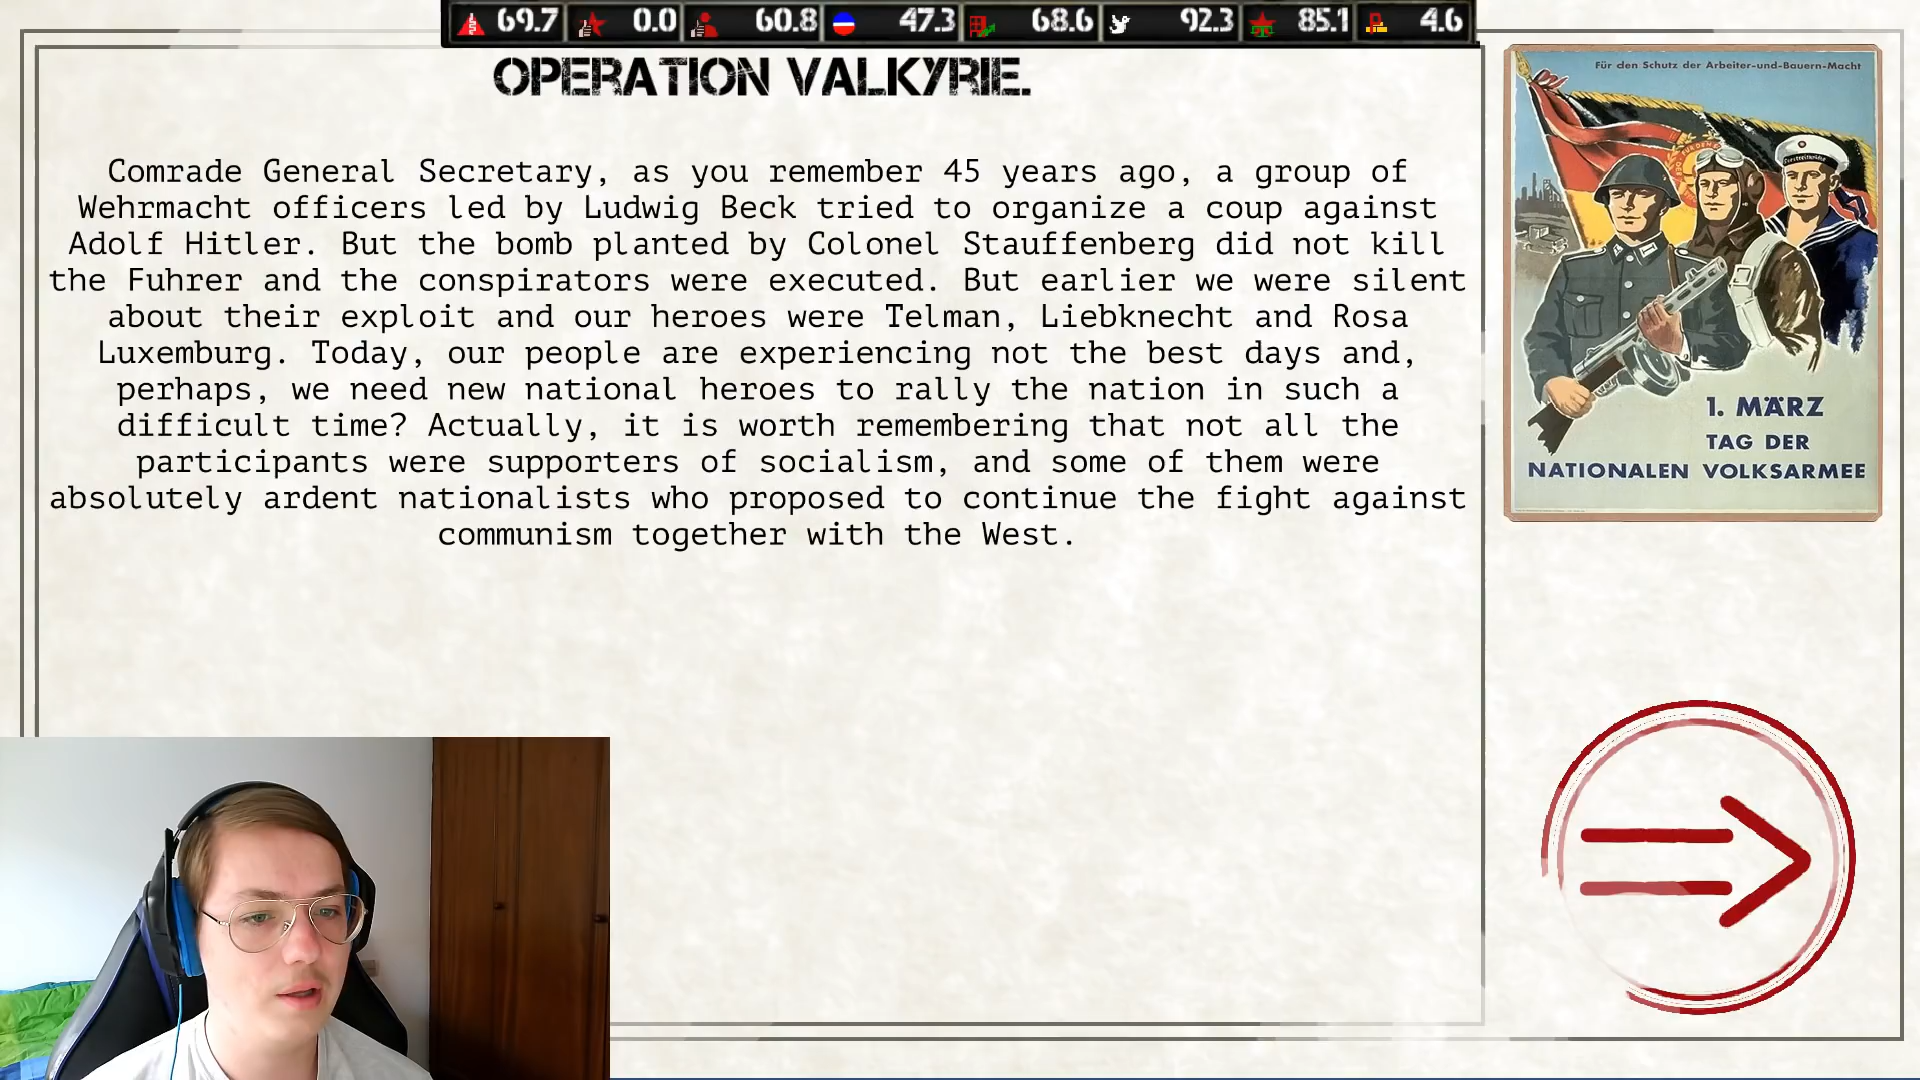 69.7 0.0 60.8 47.3 68.6 92.3 85.1 4.6
OPERATION VALKYRIE.
Comrade General Secretary, as you remember 45 years ago, a group of
Wehrmacht officers led by Ludwig Beck tried to organize a coup against
Adolf Hitler. But the bomb planted by Colonel Stauffenberg did not kill
the Fuhrer and the conspirators were executed. But earlier we were silent
about their exploit and our heroes were Telman, Liebknecht and Rosa
Luxemburg. Today, our people are experiencing not the best days and,
perhaps, we need new national heroes to rally the nation in such a
difficult time? Actually, it is worth remembering that not all the
participants were supporters of socialism, and some of them were
absolutely ardent nationalists who proposed to continue the fight against
communism together with the West.
Für den Schutz der Arbeiter-und-Bauern-Macht
1. MÄRZ
TAG DER
NATIONALEN VOLKSARMEE